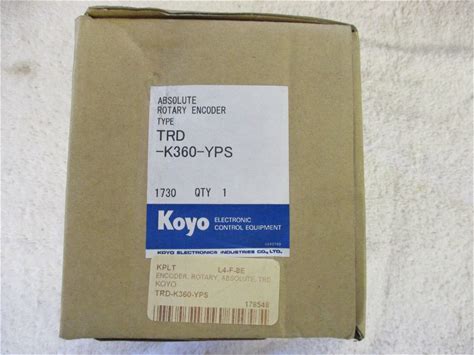 ABSOLUTE
ROTARY ENCODER
TYPE
TRD
-K360-YPS
1730 QTY 1
Koyo ELECTRONIC
CONTROL EQUIPMENT
KOYO ELECTRONICS INDUSTRIES CO., LTD.
KPLT L4-F-BE
ENCODER, ROTARY, ABSOLUTE, TRD
KOYO
TRD-K360-YPS
179546